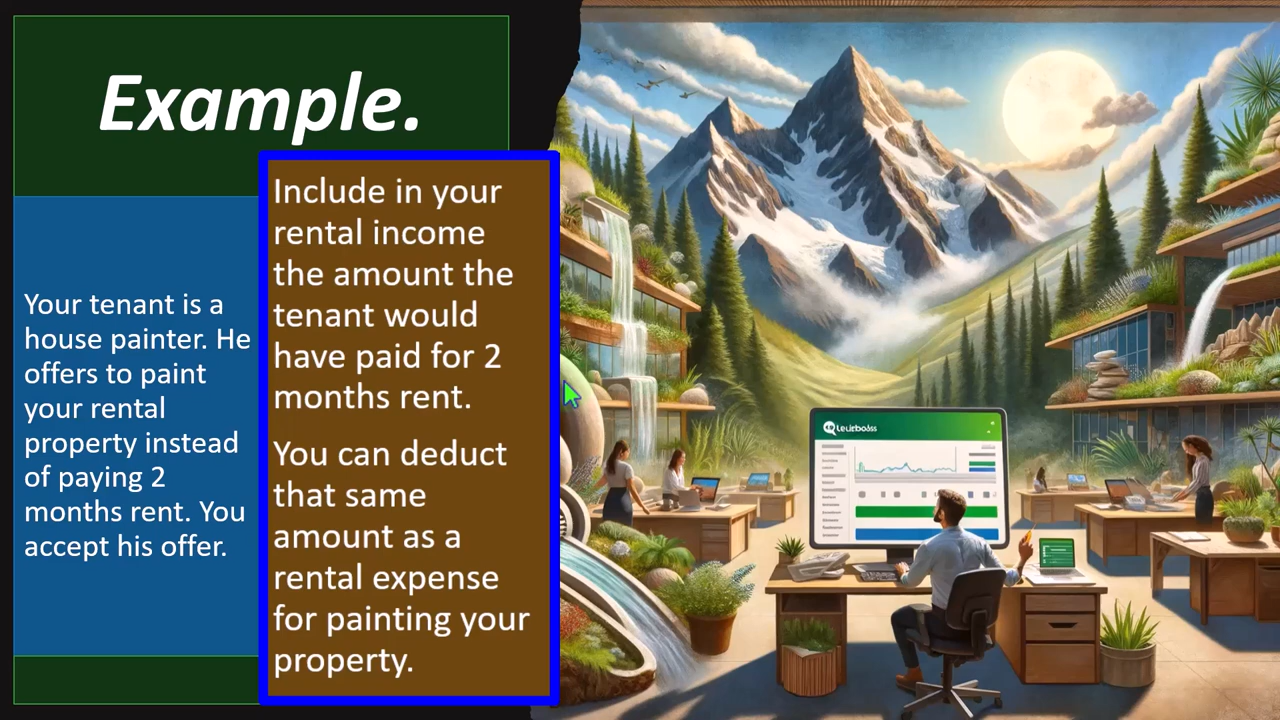 Example.
Your tenant is a
house painter. He
offers to paint
your rental
property instead
of paying 2
months rent. You
accept his offer.
Include in your
rental income
the amount the
tenant would
have paid for 2
months rent.
You can deduct
that same
amount as a
rental expense
for painting your
property.